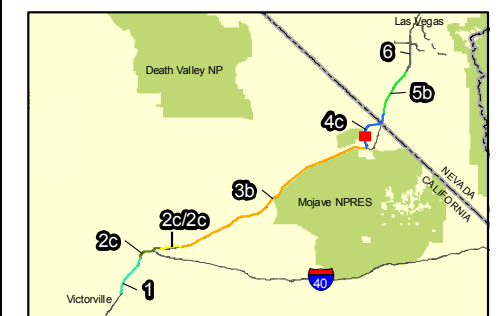 Las Vegas
6
Death Valley NP
5b
4c
NEVADA
CALIFORNIA
3b
Mojave NPRES
2c/2c
2c
40
1
Victorville